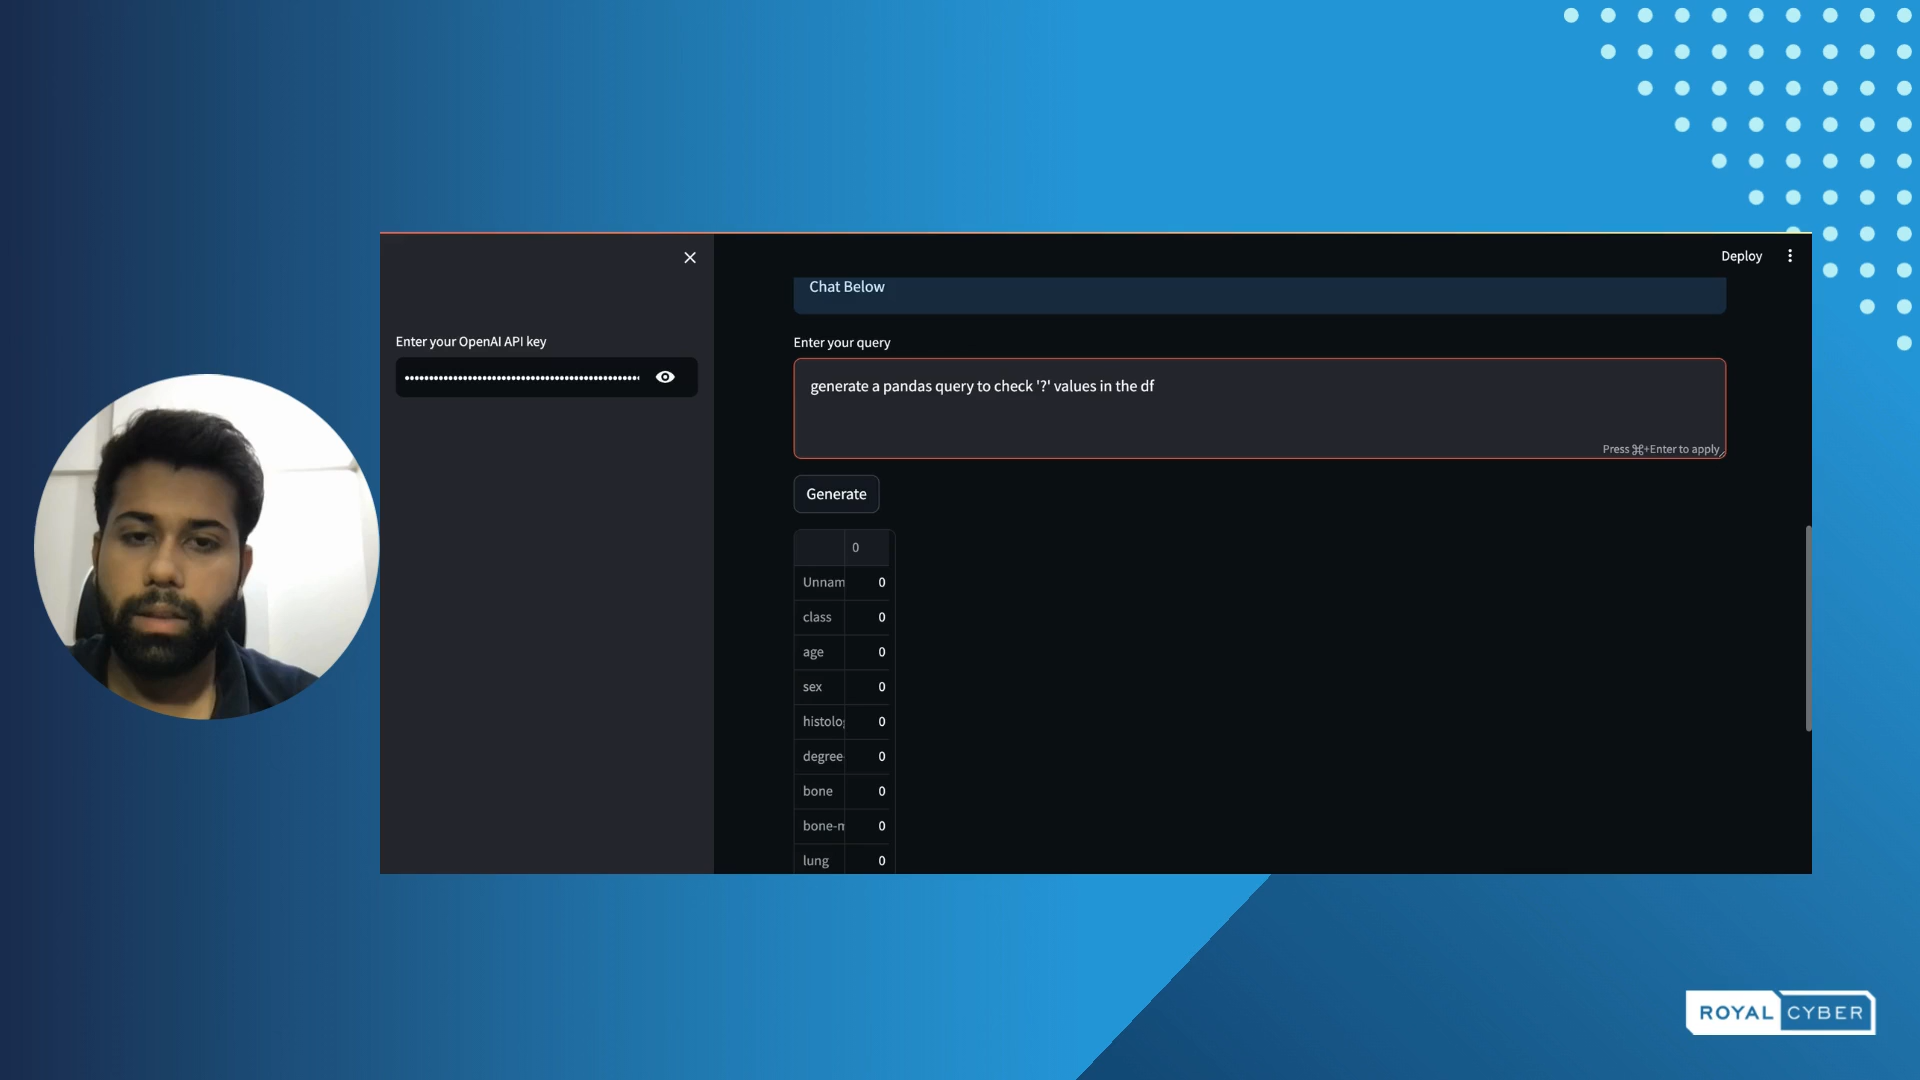 Deploy
Chat Below
Enter your OpenAI API key
Enter your query
generate a pandas query to check '?' values in the df
Press ⌘+Enter to apply
Generate
0
Unnam 0
class 0
age 0
sex 0
histolo 0
degree- 0
bone 0
bone-m 0
lung 0
ROYAL CYBER